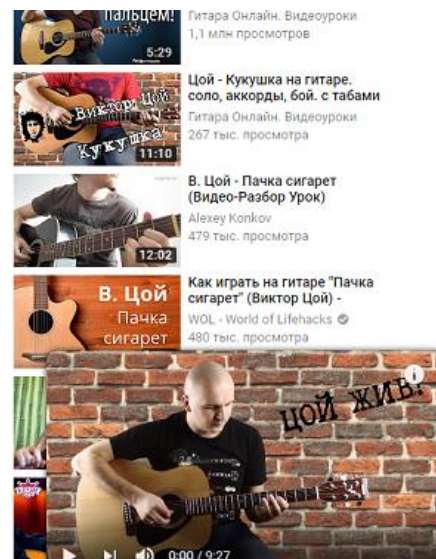 пальцем!
5:29
Гитара Онлайн. Видеоуроки
1,1 млн просмотров
Виктор Цой
Кукушка
11:10
Цой - Кукушка на гитаре.
соло, аккорды, бой. с табами
Гитара Онлайн. Видеоуроки
267 тыс. просмотра
12:02
В. Цой - Пачка сигарет
(Видео-Разбор Урок)
Alexey Konkov
479 тыс. просмотра
В. Цой
Пачка
сигарет
Как играть на гитаре "Пачка
сигарет" (Виктор Цой) -
WOL - World of Lifehacks
480 тыс. просмотра
ЦОЙ ЖИВ!
0:00 / 9:27